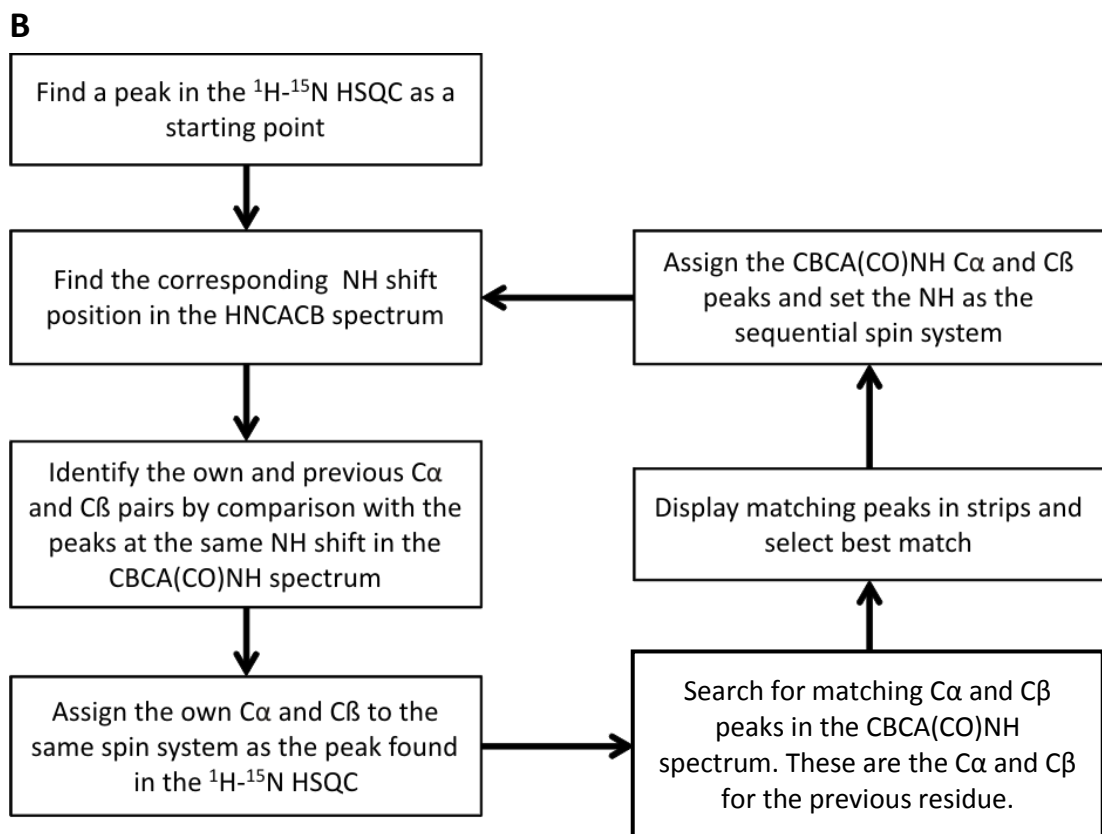 B
Find a peak in the ¹H-¹⁵N HSQC as a
starting point
Find the corresponding NH shift
position in the HNCACB spectrum
Identify the own and previous Cα
and Cß pairs by comparison with the
peaks at the same NH shift in the
CBCA(CO)NH spectrum
Assign the own Cα and Cß to the
same spin system as the peak found
in the ¹H-¹⁵N HSQC
Search for matching Cα and Cβ
peaks in the CBCA(CO)NH
spectrum. These are the Cα and Cβ
for the previous residue.
Display matching peaks in strips and
select best match
Assign the CBCA(CO)NH Cα and Cß
peaks and set the NH as the
sequential spin system